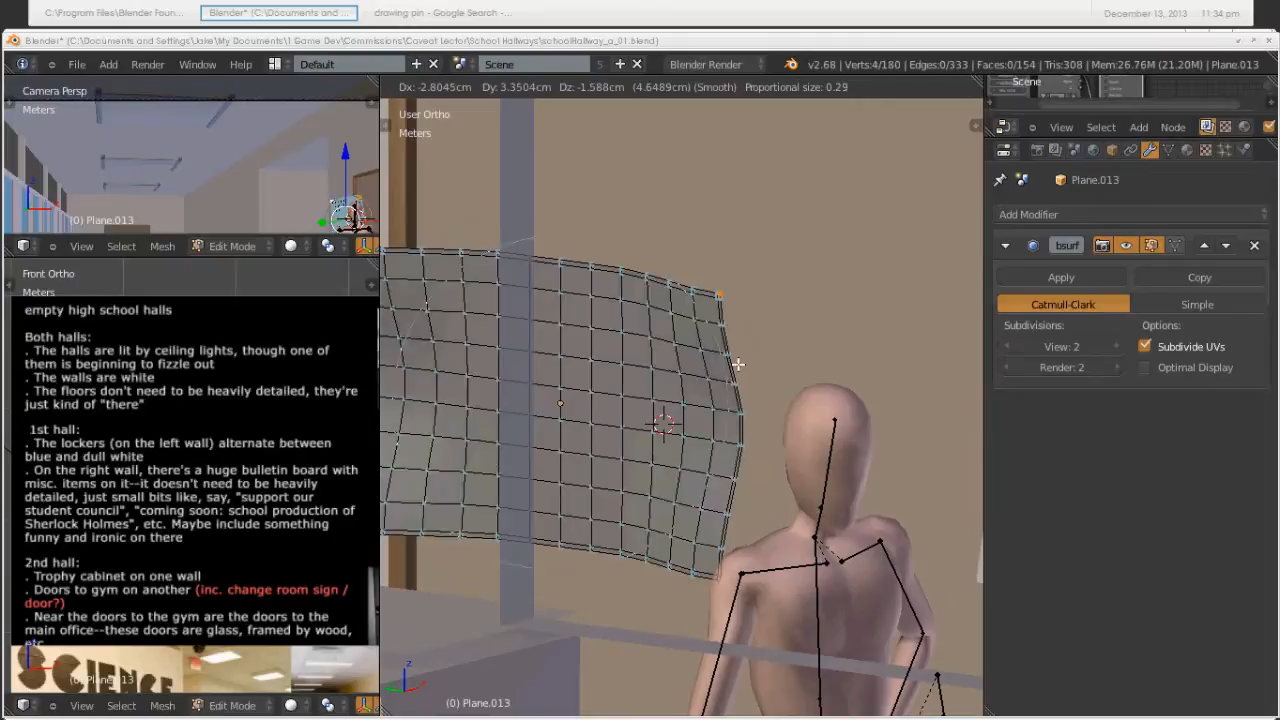 C:\Program Files\Blender Foun...
Blender* (C:\Documents and ...
drawing pin - Google Search -...
December 13, 2013
11:34 pm
Blender* (C:\Documents and Settings\Jake\My Documents\1 Game Dev\Commissions\Caveat Lector\School Hallways\schoolHallway_a_01.blend)
File Add Render Window Help
Default
Scene
5
Blender Render
v2.68 | Verts:4/180 | Edges:0/333 | Faces:0/154 | Tris:308 | Mem:26.76M (21.20M) | Plane.013
Camera Persp
Meters
(0) Plane.013
View Select Mesh Edit Mode
Dx: -2.8045cm Dy: 3.3504cm Dz: -1.588cm (4.6489cm) (Smooth) Proportional size: 0.29
User Ortho
Meters
(0) Plane.013
Scene
View Select Add Node
Plane.013
Add Modifier
bsurf
Apply
Copy
Catmull-Clark
Simple
Subdivisions:
Options:
View: 2
Subdivide UVs
Render: 2
Optimal Display
Front Ortho
Meters
empty high school halls
Both halls:
. The halls are lit by ceiling lights, though one of
them is beginning to fizzle out
. The walls are white
. The floors don't need to be heavily detailed, they're
just kind of "there"
1st hall:
. The lockers (on the left wall) alternate between
blue and dull white
. On the right wall, there's a huge bulletin board with
misc. items on it--it doesn't need to be heavily
detailed, just small bits like, say, "support our
student council", "coming soon: school production of
Sherlock Holmes", etc. Maybe include something
funny and ironic on there
2nd hall:
. Trophy cabinet on one wall
. Doors to gym on another (inc. change room sign /
door?)
. Near the doors to the gym are the doors to the
main office--these doors are glass, framed by wood,
etc
SCIENCE
(0) Plane.013
View Select Mesh Edit Mode